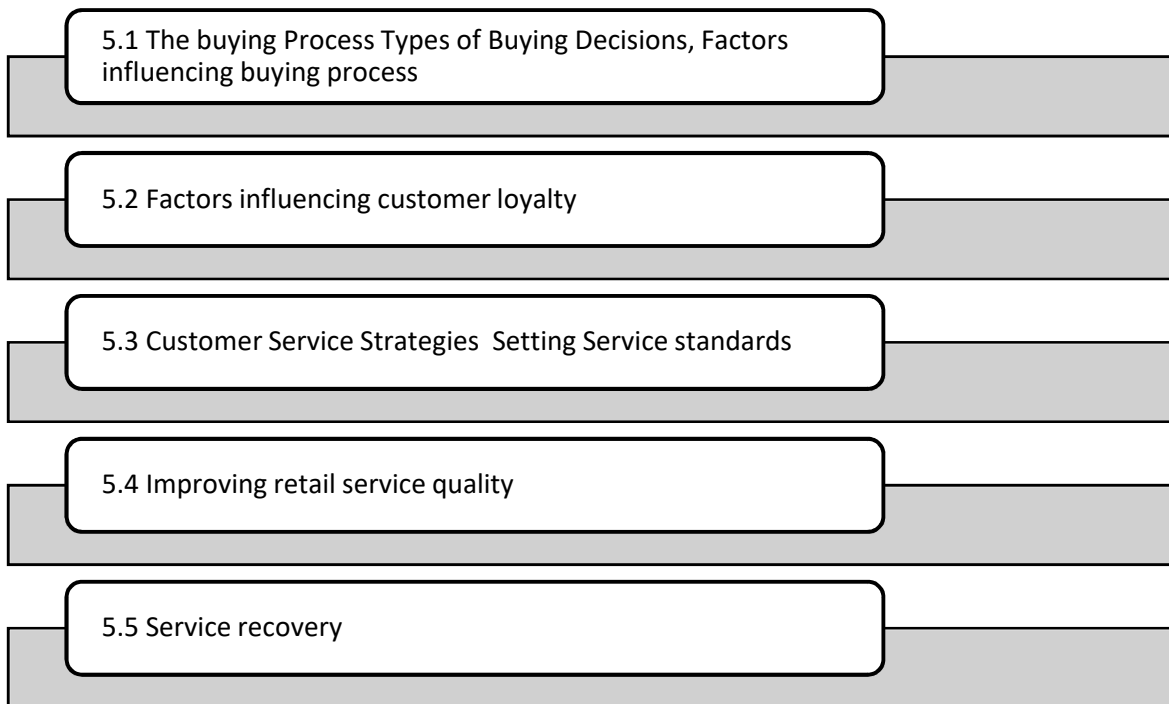 5.1 The buying Process Types of Buying Decisions, Factors
influencing buying process
5.2 Factors influencing customer loyalty
5.3 Customer Service Strategies  Setting Service standards
5.4 Improving retail service quality
5.5 Service recovery